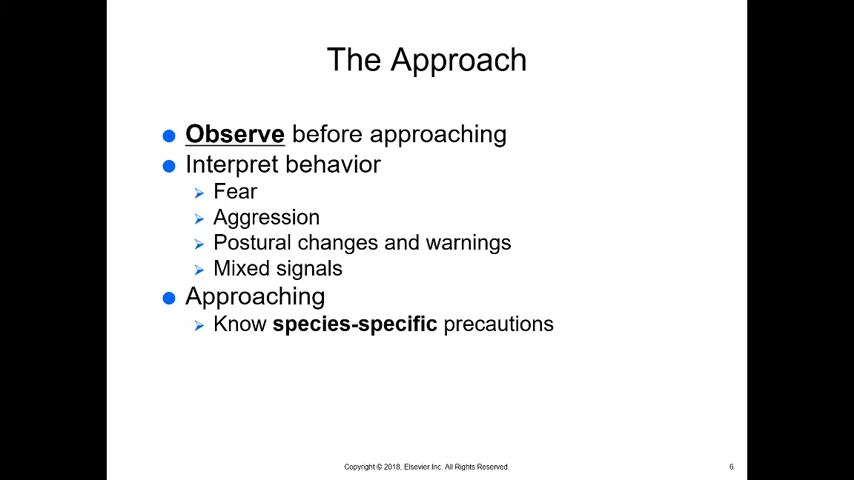 The Approach
Observe before approaching
Interpret behavior
Fear
Aggression
Postural changes and warnings
Mixed signals
Approaching
Know species-specific precautions
Copyright © 2018, Elsevier Inc. All Rights Reserved.
6